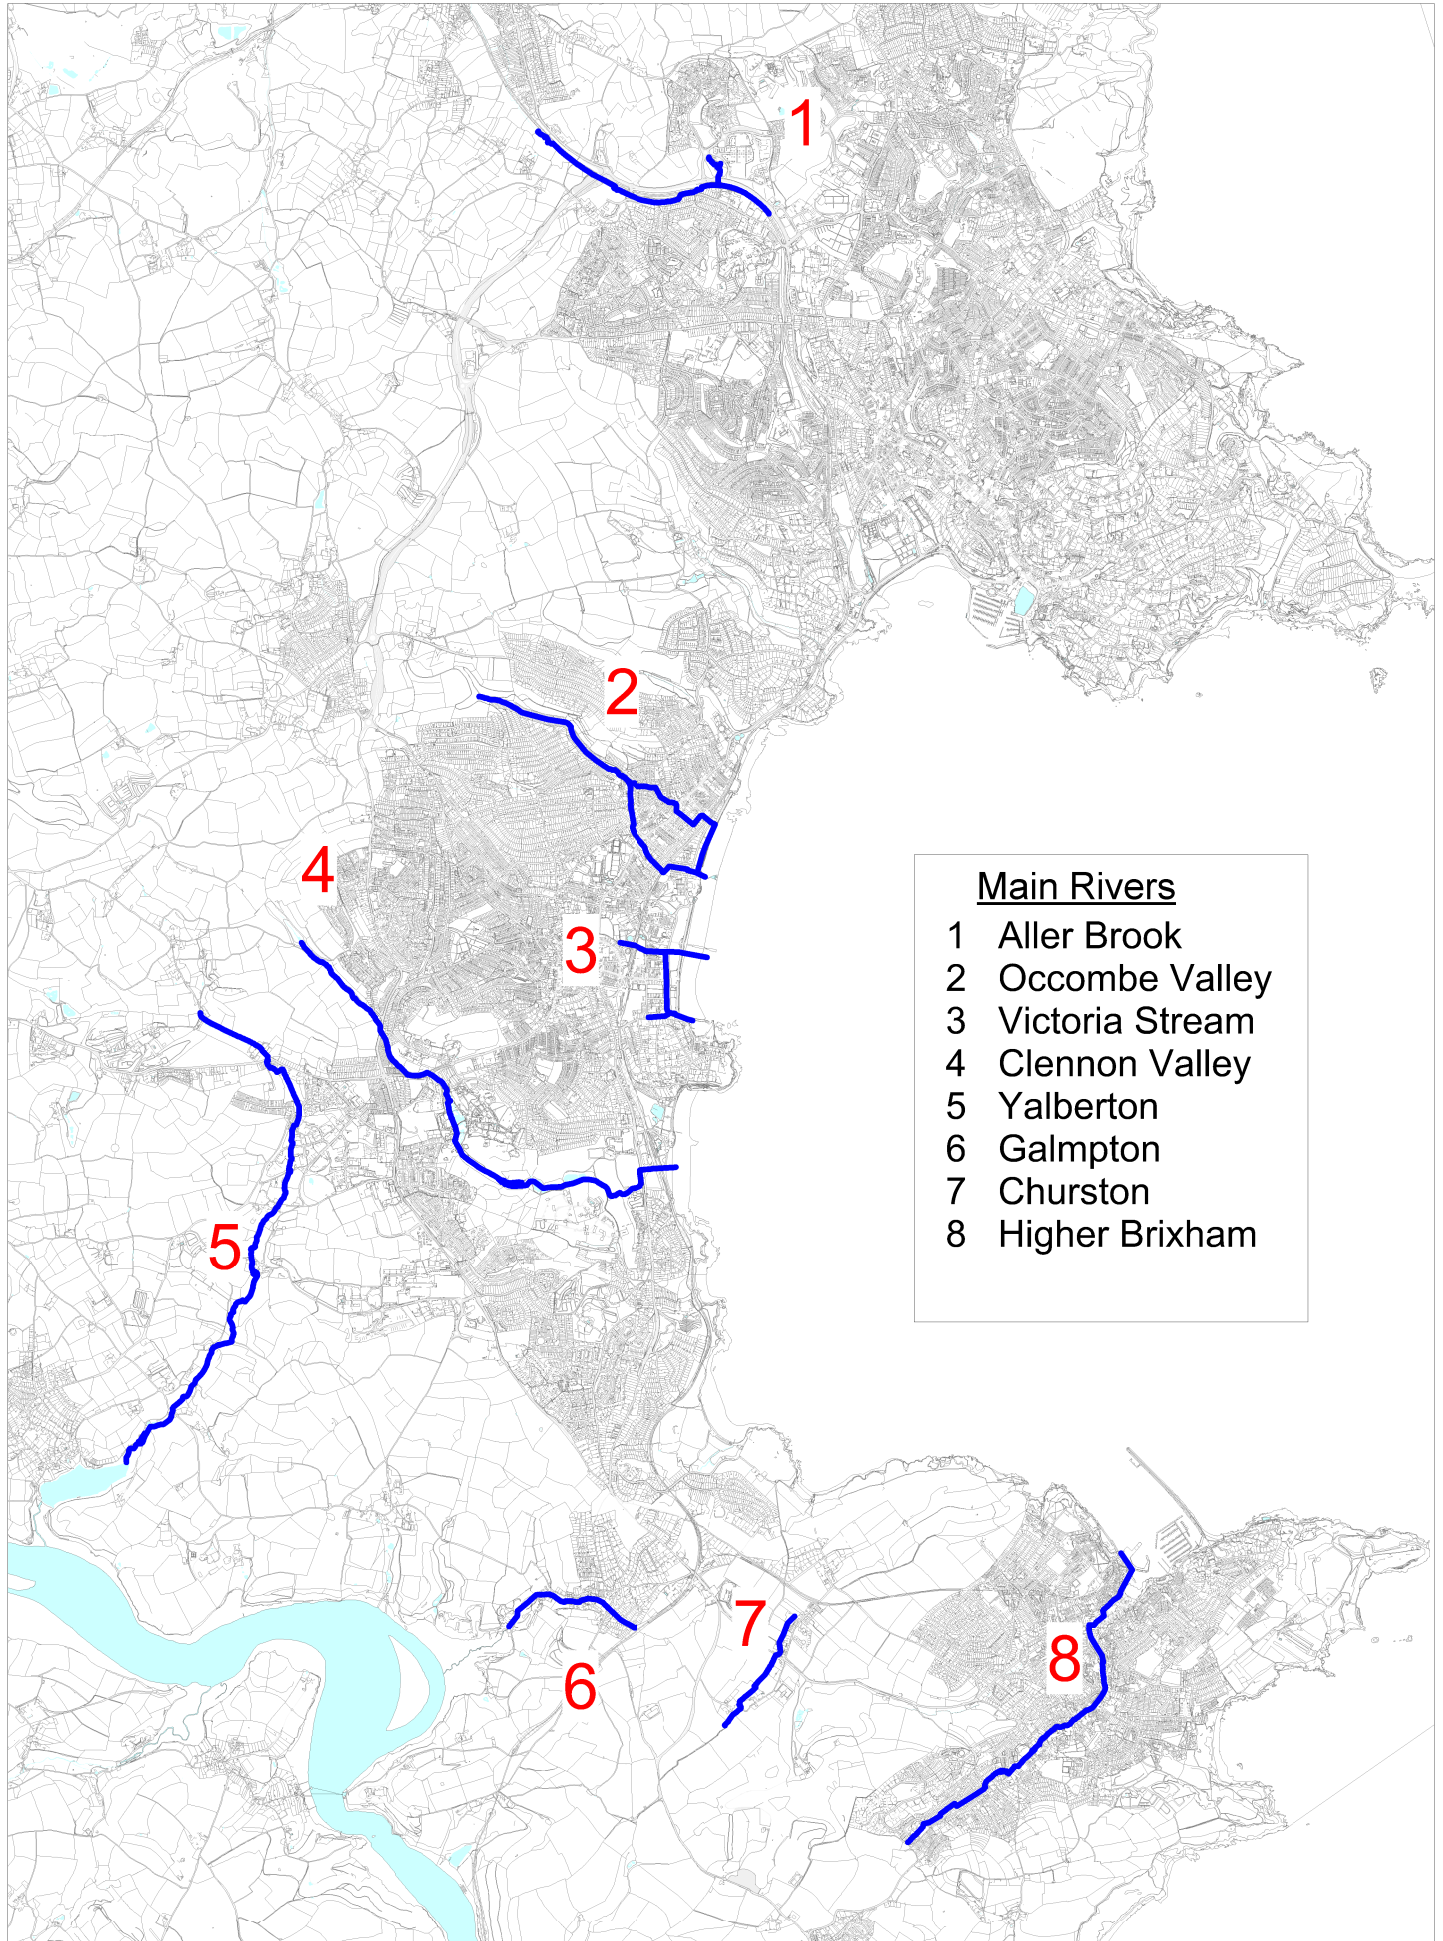 1
2
4
3
5
6
7
8
Main Rivers
1 Aller Brook
2 Occombe Valley
3 Victoria Stream
4 Clennon Valley
5 Yalberton
6 Galmpton
7 Churston
8 Higher Brixham